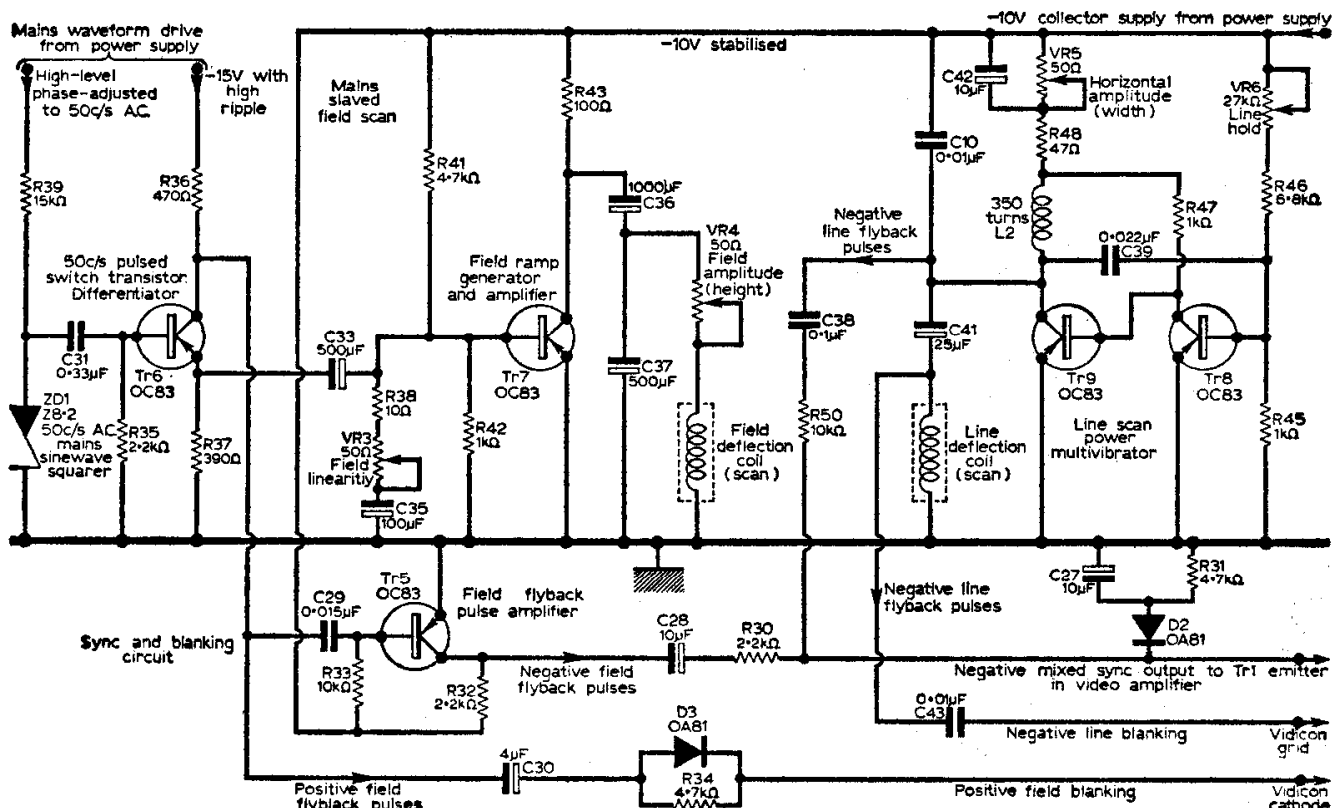 Mains waveform drive
from power supply
High-level
phase-adjusted
to 50c/s A.C.
-15V with
high
ripple
-10V collector supply from power supply
-10V stabilised
Mains
slaved
field scan
R39
15kΩ
R36
470Ω
R41
4·7kΩ
R43
100Ω
1000µF
C36
C42
10µF
VR5
50Ω
Horizontal
amplitude
(width)
VR6
27kΩ
Line
hold
C10
0·01µF
R48
47Ω
R46
6·8kΩ
350
turns
L2
R47
1kΩ
0·022µF
C39
Negative
line flyback
pulses
VR4
50Ω
Field
amplitude
(height)
50c/s pulsed
switch transistor
Differentiator
Field ramp
generator
and amplifier
C31
0·33µF
Tr6
OC83
C33
500µF
Tr7
OC83
C37
500µF
C38
0·1µF
C41
25µF
Tr9
OC83
Tr8
OC83
ZD1
Z8·2
50c/s A.C.
mains
sinewave
squarer
R35
2·2kΩ
R37
390Ω
R38
10Ω
VR3
50Ω
Field
linearitiy
C35
100µF
R42
1kΩ
Field
deflection
coil
(scan)
R50
10kΩ
Line
deflection
coil
(scan)
Line scan
power
multivibrator
R45
1kΩ
C29
0·015µF
Tr5
OC83
Field flyback
pulse amplifier
Negative line
flyback pulses
C27
10µF
R31
4·7kΩ
D2
OA81
Sync and blanking
circuit
R33
10kΩ
R32
2·2kΩ
Negative field
flyback pulses
C28
10µF
R30
2·2kΩ
Negative mixed sync output to Tr1 emitter
in video amplifier
0·01µF
C43
Negative line blanking
Vidicon
grid
D3
OA81
4µF
C30
R34
4·7kΩ
Positive field
flyblack pulses
Positive field blanking
Vidicon
cathode